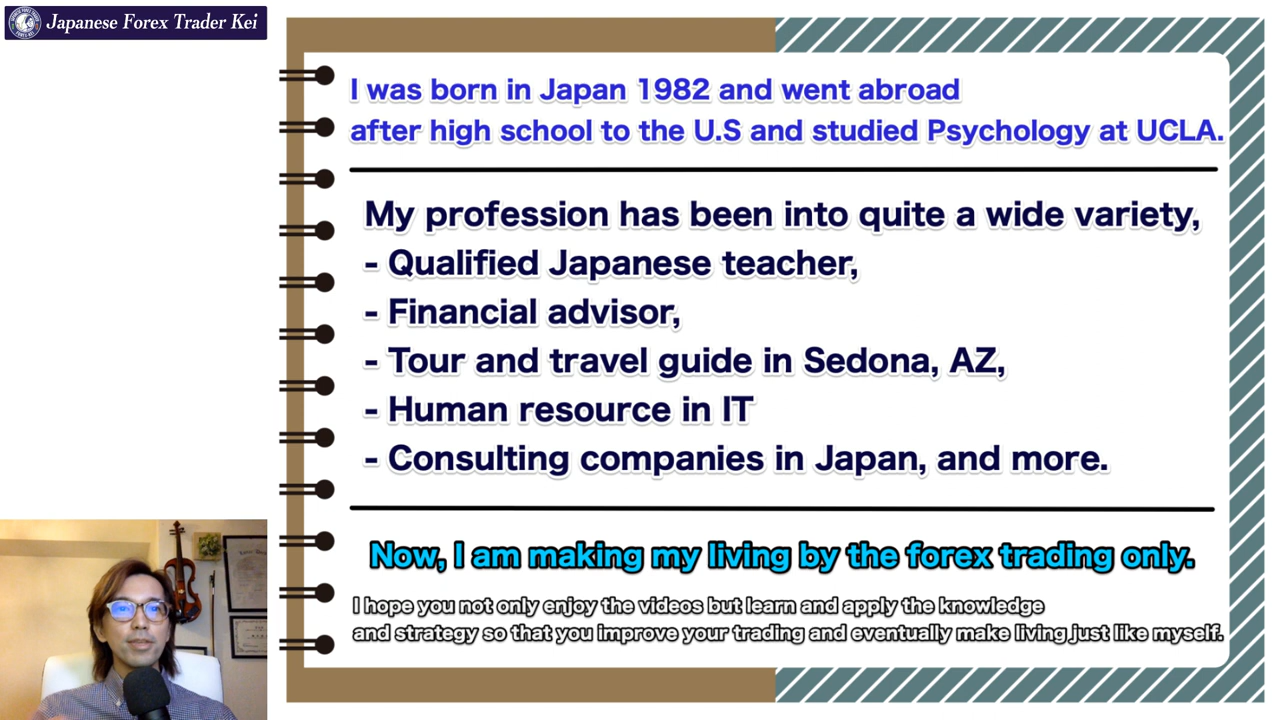 Japanese Forex Trader Kei
I was born in Japan 1982 and went abroad
after high school to the U.S and studied Psychology at UCLA.
My profession has been into quite a wide variety,
- Qualified Japanese teacher,
- Financial advisor,
- Tour and travel guide in Sedona, AZ,
- Human resource in IT
- Consulting companies in Japan, and more.
Now, I am making my living by the forex trading only.
I hope you not only enjoy the videos but learn and apply the knowledge
and strategy so that you improve your trading and eventually make living just like myself.